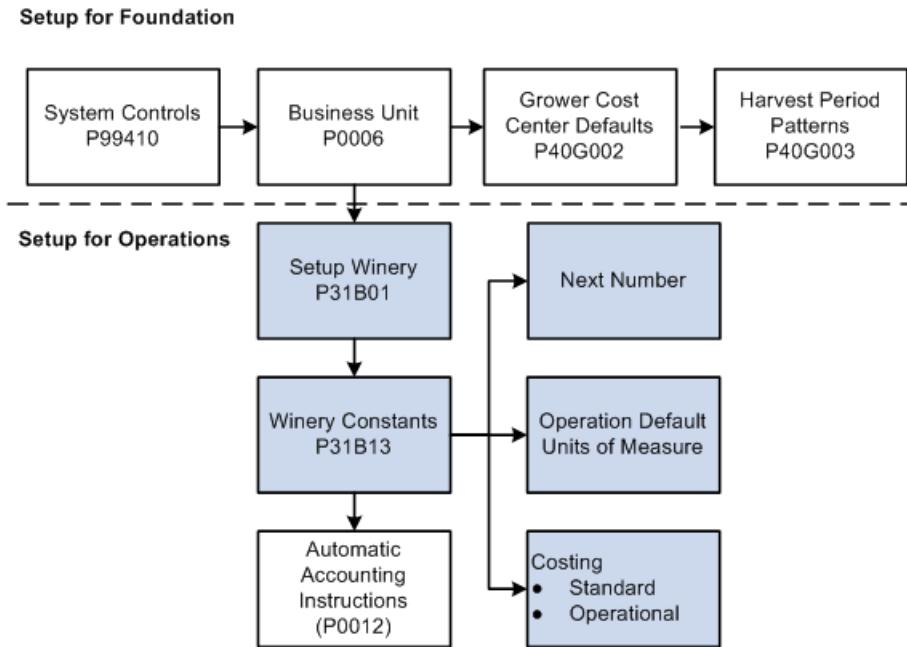 Setup for Foundation
System Controls
P99410
Business Unit
P0006
Grower Cost
Center Defaults
P40G002
Harvest Period
Patterns
P40G003
Setup for Operations
Setup Winery
P31B01
Next Number
Winery Constants
P31B13
Operation Default
Units of Measure
Automatic
Accounting
Instructions
(P0012)
Costing
● Standard
● Operational